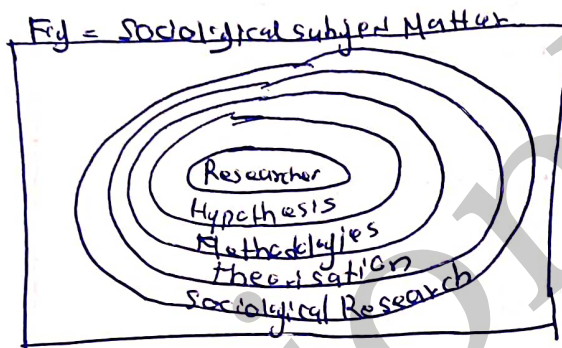 Fig = Sociological subject Matter
Researcher
Hypothesis
Methodologies
theorisation
Sociological Research